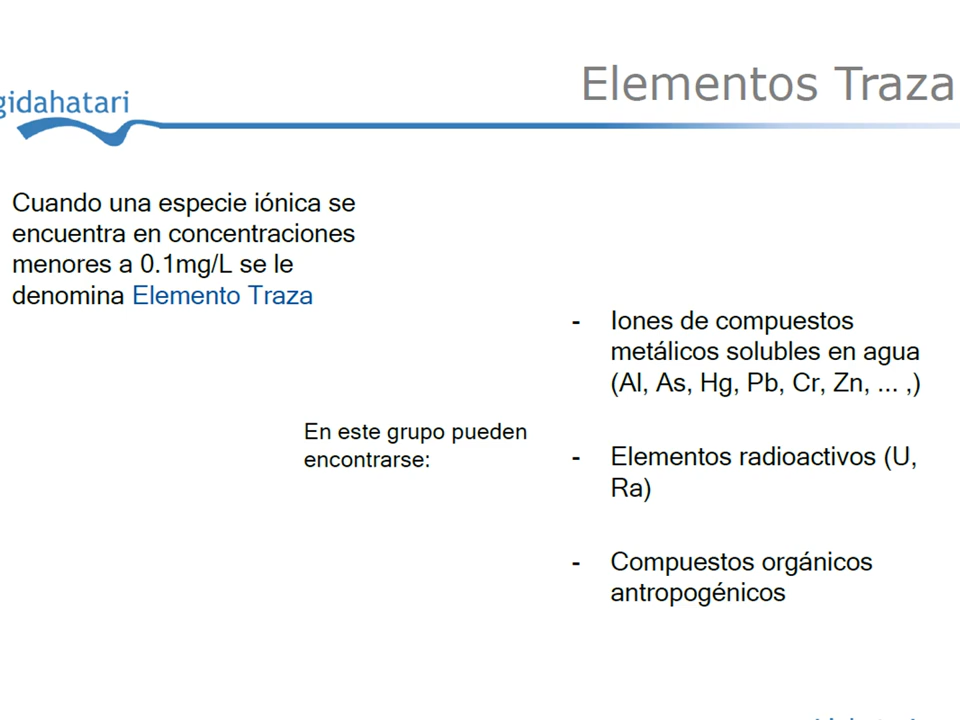 Elementos Traza
gidahatari
Cuando una especie iónica se
encuentra en concentraciones
menores a 0.1mg/L se le
denomina Elemento Traza
En este grupo pueden
encontrarse:
- Iones de compuestos
metálicos solubles en agua
(Al, As, Hg, Pb, Cr, Zn, ... ,)
- Elementos radioactivos (U,
Ra)
- Compuestos orgánicos
antropogénicos